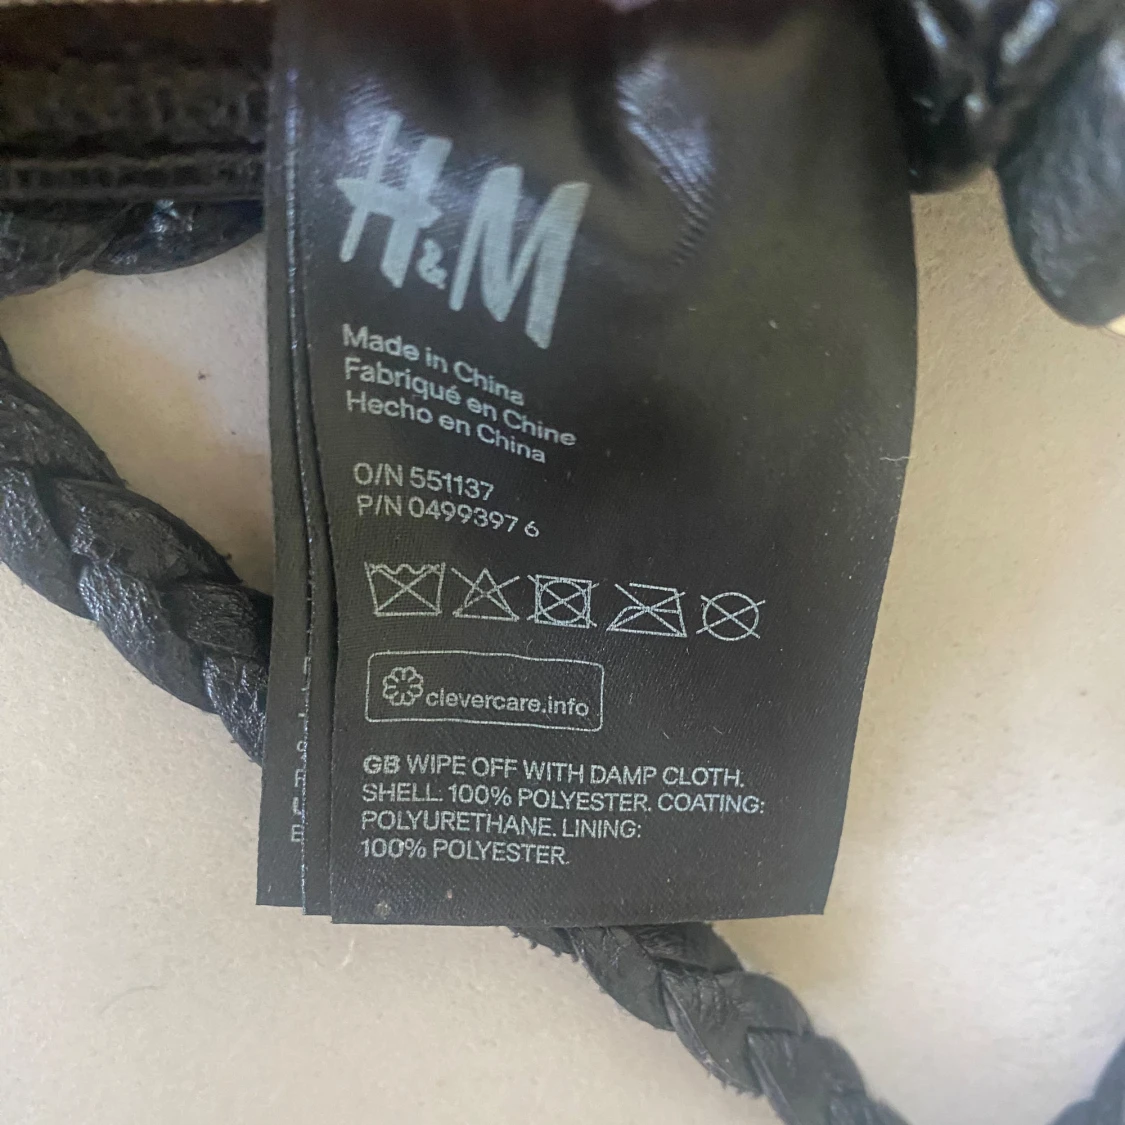 H&M
Made in China
Fabriqué en Chine
Hecho en China
O/N 551137
P/N 0499397 6
clevercare.info
GB WIPE OFF WITH DAMP CLOTH.
SHELL: 100% POLYESTER. COATING:
POLYURETHANE. LINING:
100% POLYESTER.